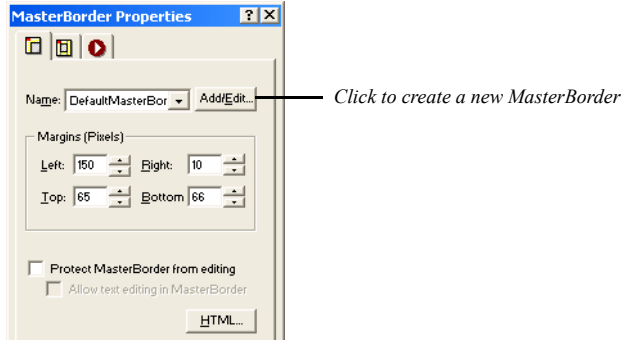 MasterBorder Properties
Name: DefaultMasterBor Add/Edit... Click to create a new MasterBorder
Margins (Pixels)
Left: 150 Right: 10
Top: 65 Bottom 66
Protect MasterBorder from editing
Allow text editing in MasterBorder
HTML...